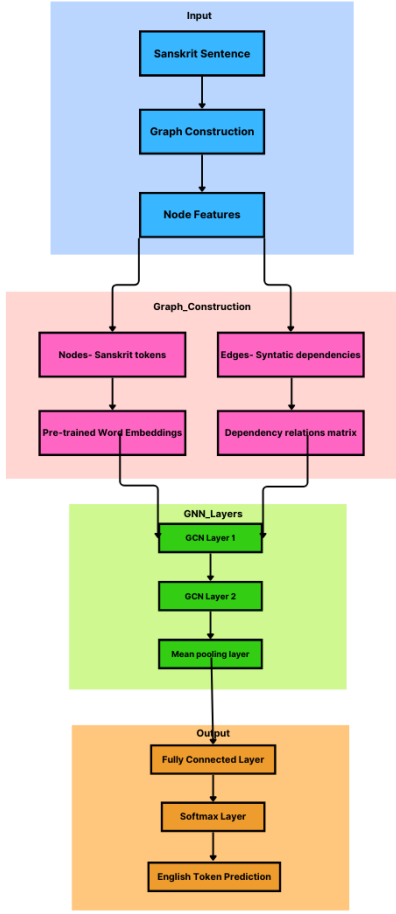 Input
Sanskrit Sentence
Graph Construction
Node Features
Graph_Construction
Nodes- Sanskrit tokens
Edges- Syntatic dependencies
Pre-trained Word Embeddings
Dependency relations matrix
GNN_Layers
GCN Layer 1
GCN Layer 2
Mean pooling layer
Output
Fully Connected Layer
Softmax Layer
English Token Prediction